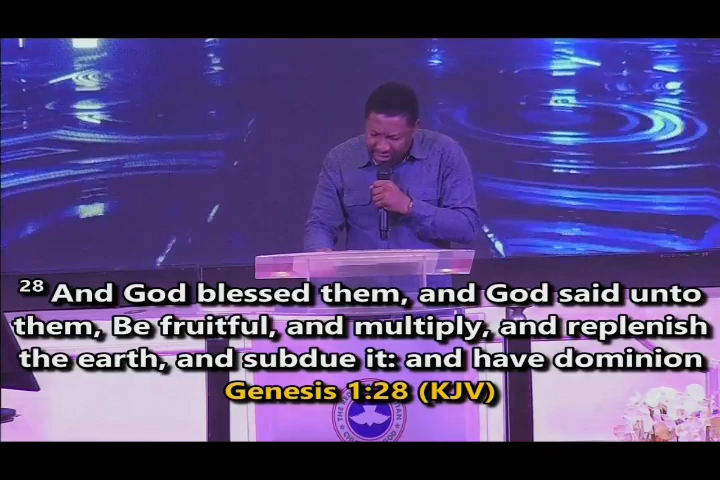 28 And God blessed them, and God said unto
them, Be fruitful, and multiply, and replenish
the earth, and subdue it: and have dominion
Genesis 1:28 (KJV)